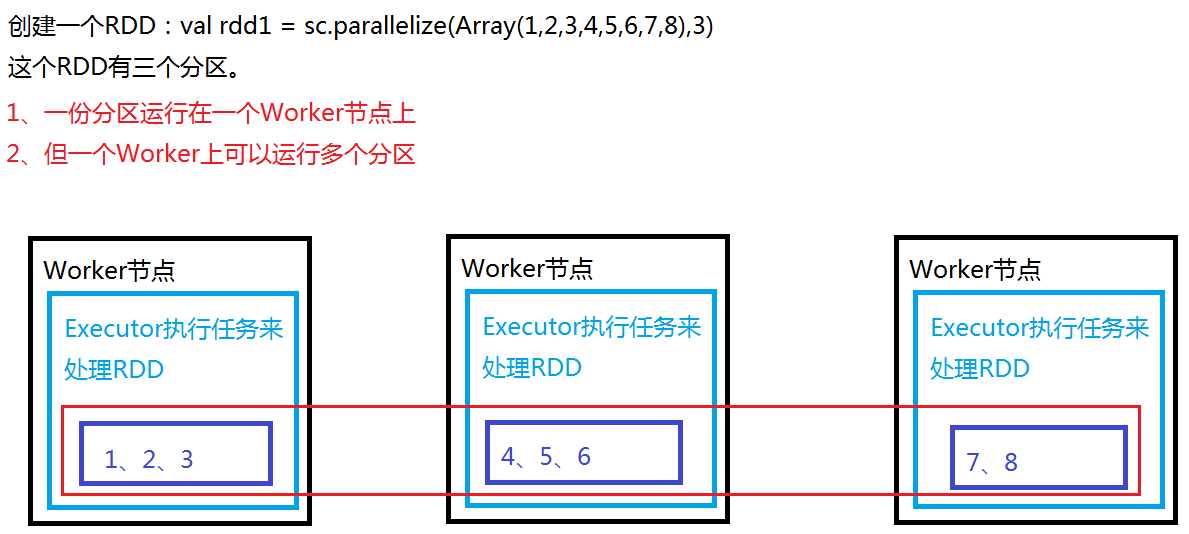 创建一个RDD：val rdd1 = sc.parallelize(Array(1,2,3,4,5,6,7,8),3)
这个RDD有三个分区。
1、一份分区运行在一个Worker节点上
2、但一个Worker上可以运行多个分区
Worker节点
Executor执行任务来
处理RDD
1、2、3
Worker节点
Executor执行任务来
处理RDD
4、5、6
Worker节点
Executor执行任务来
处理RDD
7、8